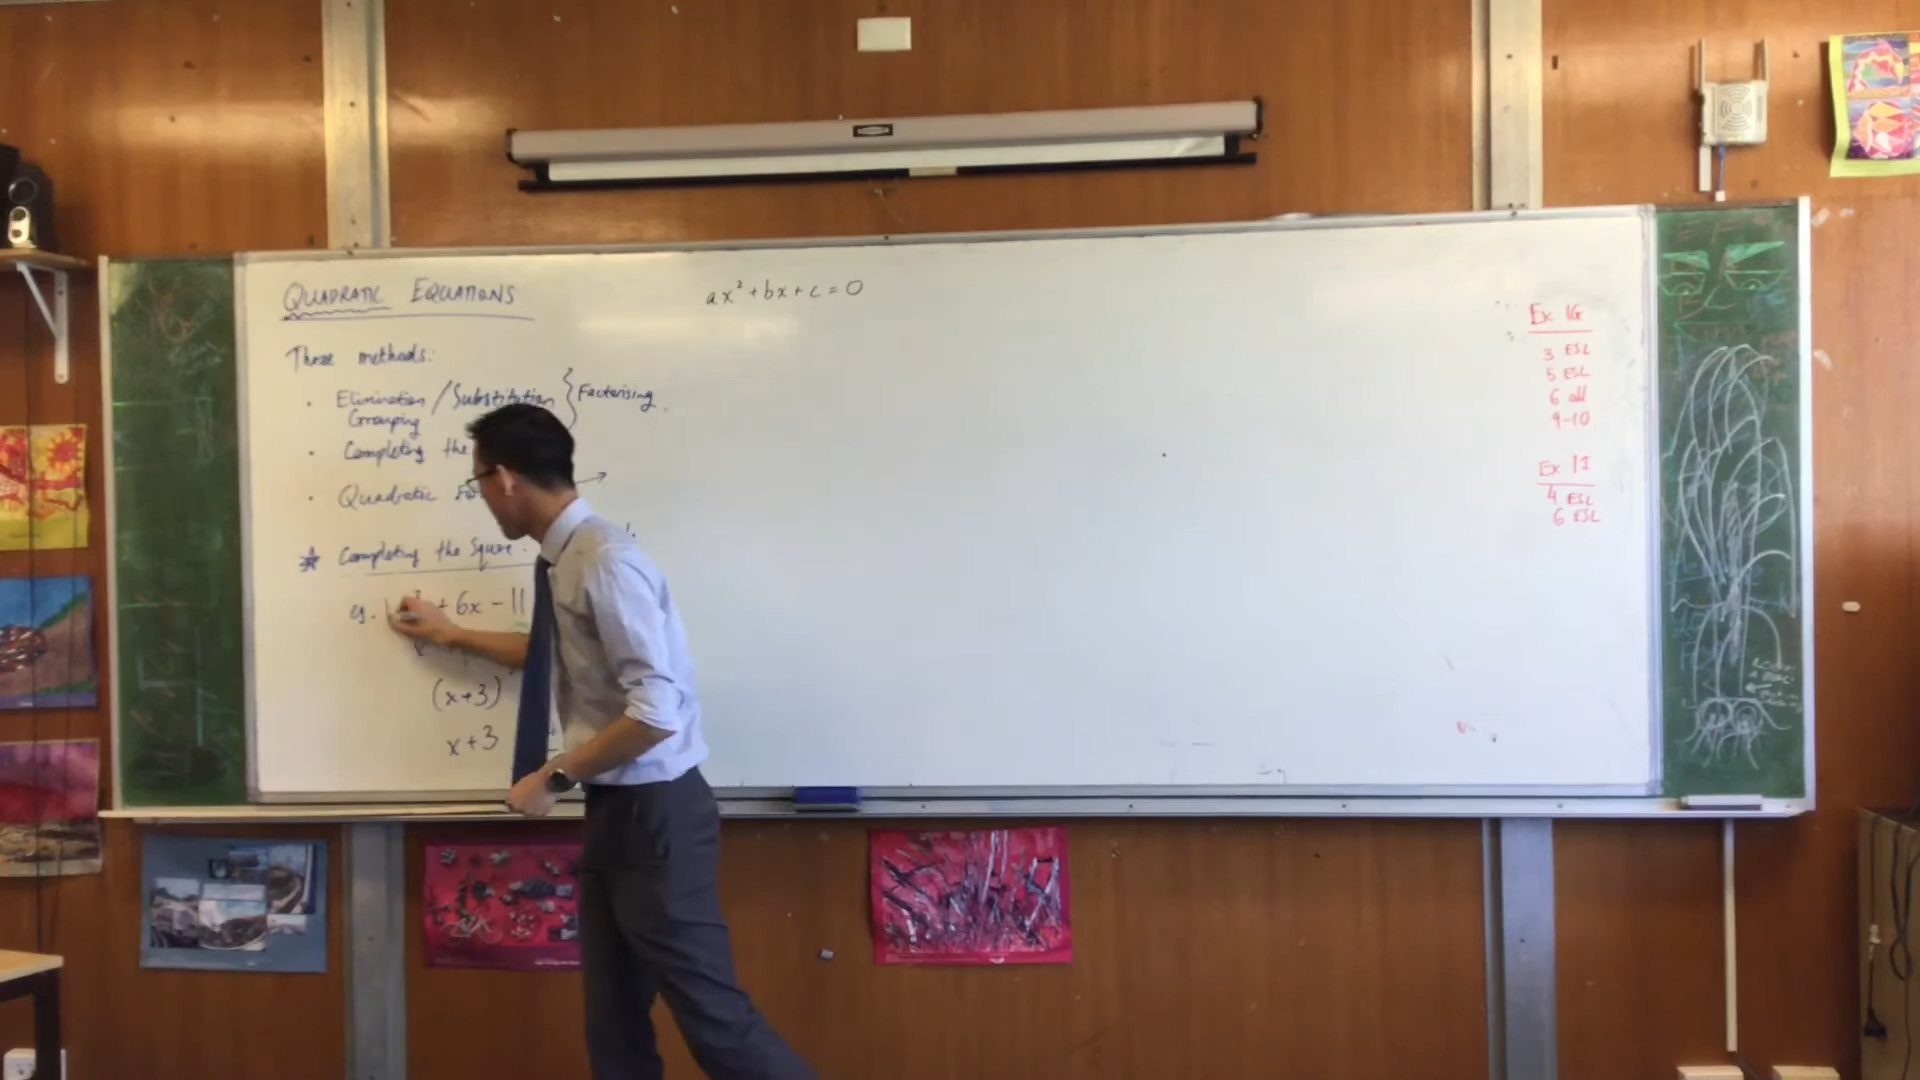 QUADRATIC EQUATIONS
ax² + bx + c = 0
Three methods:
• Elimination / Substitution } Factorising
Grouping
• Completing the
• Quadratic
* Completing the Square.
eg. + 6x - 11
(x+3)
x+3
Ex 1G
3 ESL
5 ESL
6 all
9-10
Ex 1I
4 ESL
6 ESL